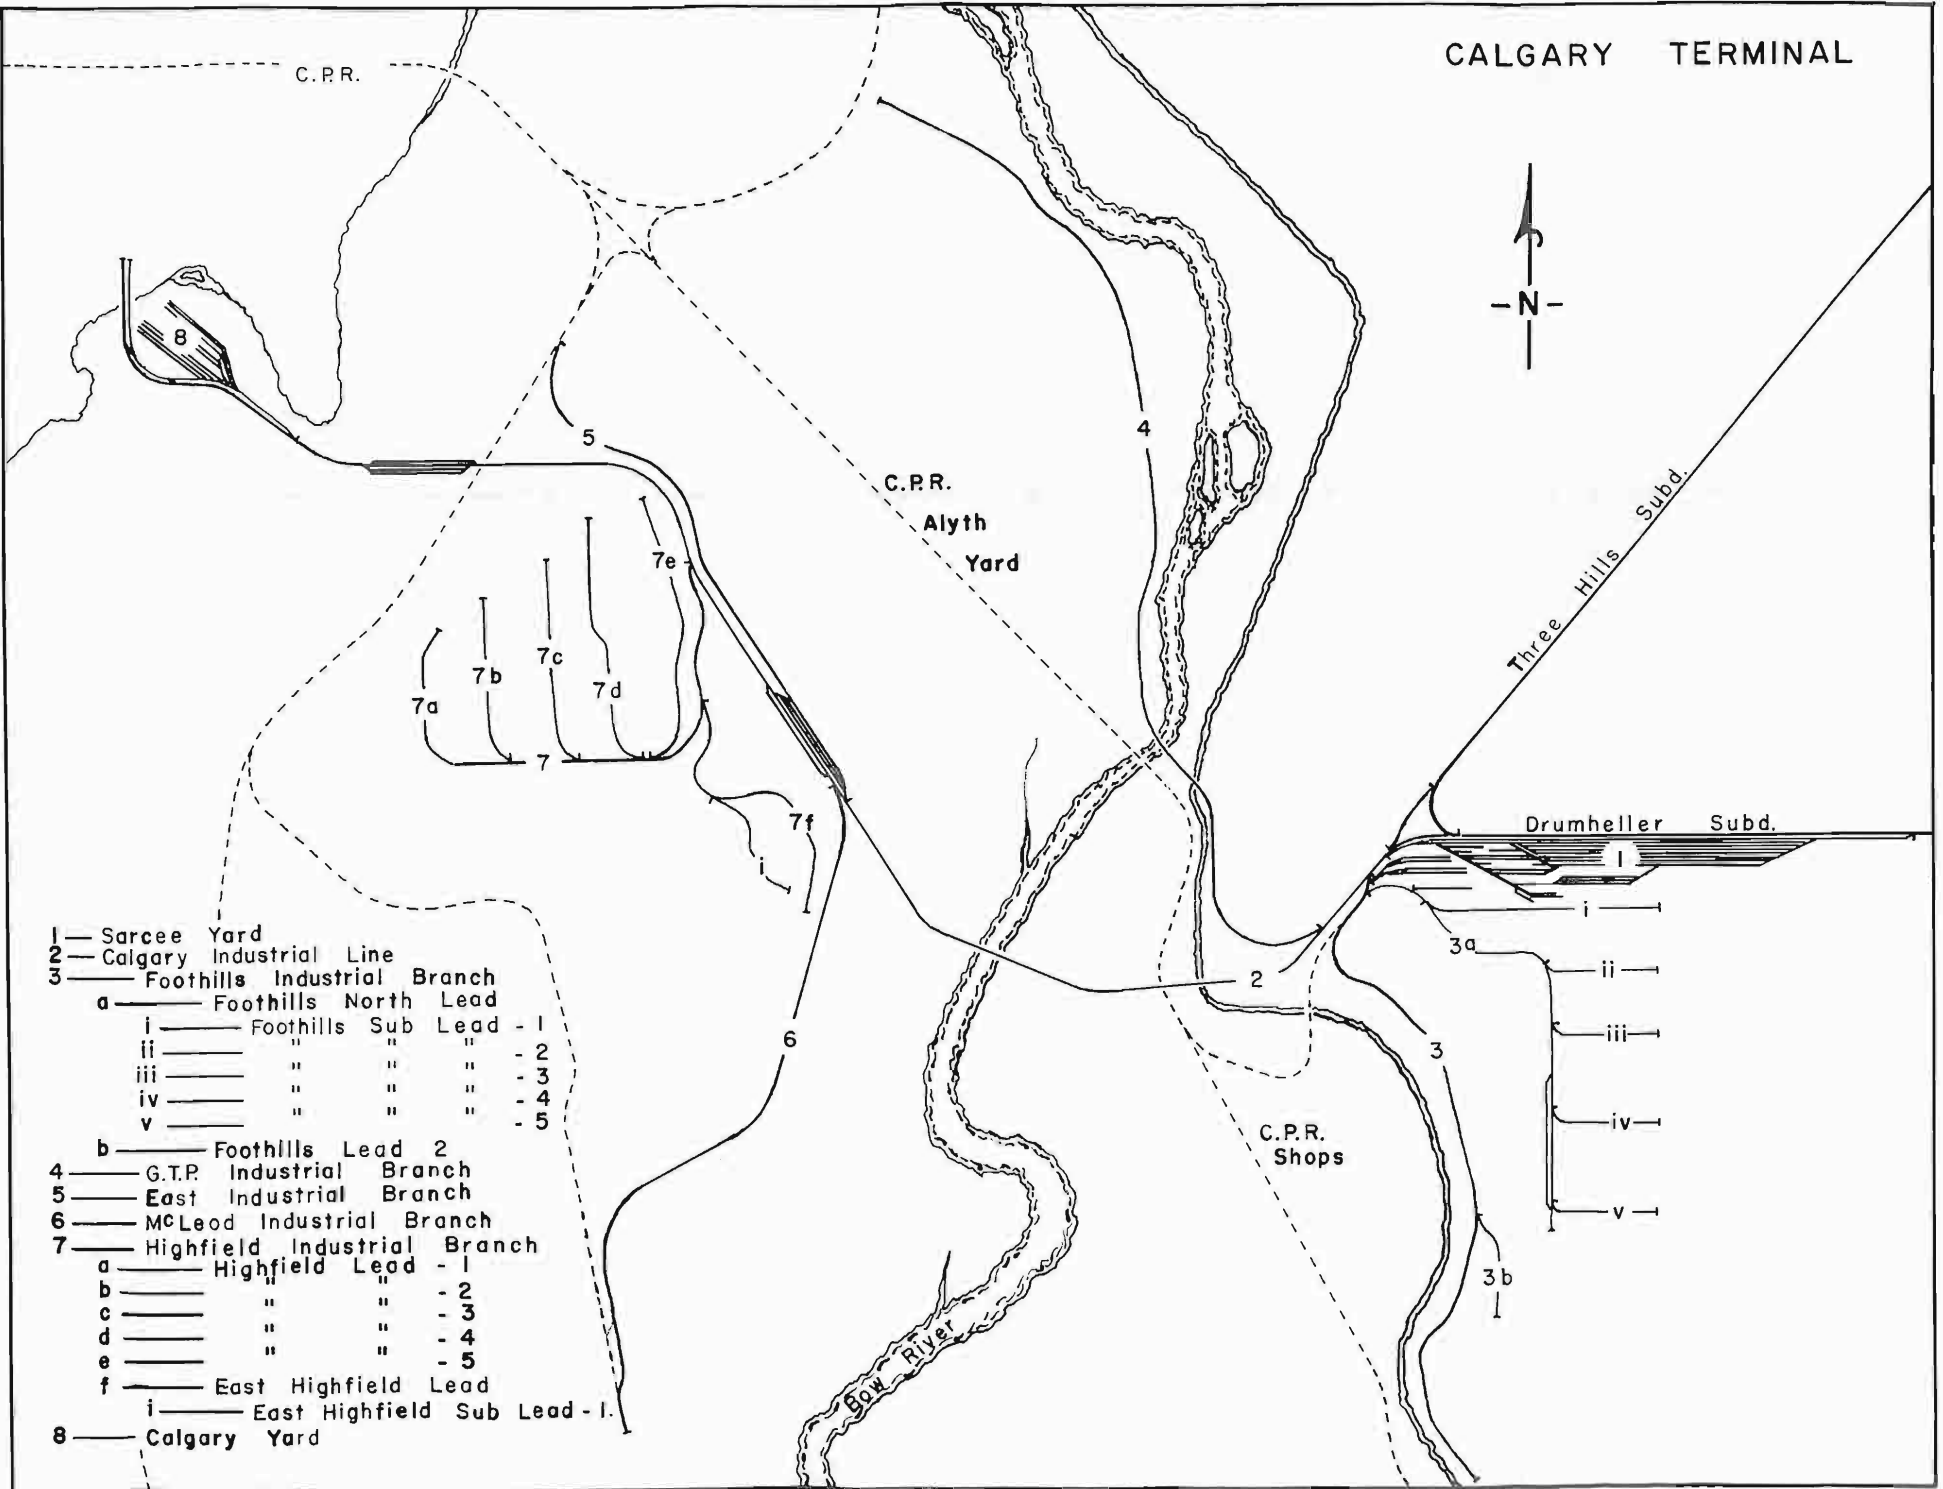 CALGARY TERMINAL
C.P.R.
-N-
8
5
4
C.P.R.
Alyth
Yard
Three Hills Subd.
7e
7c
7b
7d
7a
7
7f
i
Drumheller Subd.
1
i
3a
ii
2
iii
3
6
iv
C.P.R.
Shops
v
3b
Bow River
1 — Sarcee Yard
2 — Calgary Industrial Line
3 — Foothills Industrial Branch
a — Foothills North Lead
i — Foothills Sub Lead - 1
ii — " " " - 2
iii — " " " - 3
iv — " " " - 4
v — " " " - 5
b — Foothills Lead 2
4 — G.T.P. Industrial Branch
5 — East Industrial Branch
6 — McLeod Industrial Branch
7 — Highfield Industrial Branch
a — Highfield Lead - 1
b — " " - 2
c — " " - 3
d — " " - 4
e — " " - 5
f — East Highfield Lead
i — East Highfield Sub Lead - 1.
8 — Calgary Yard